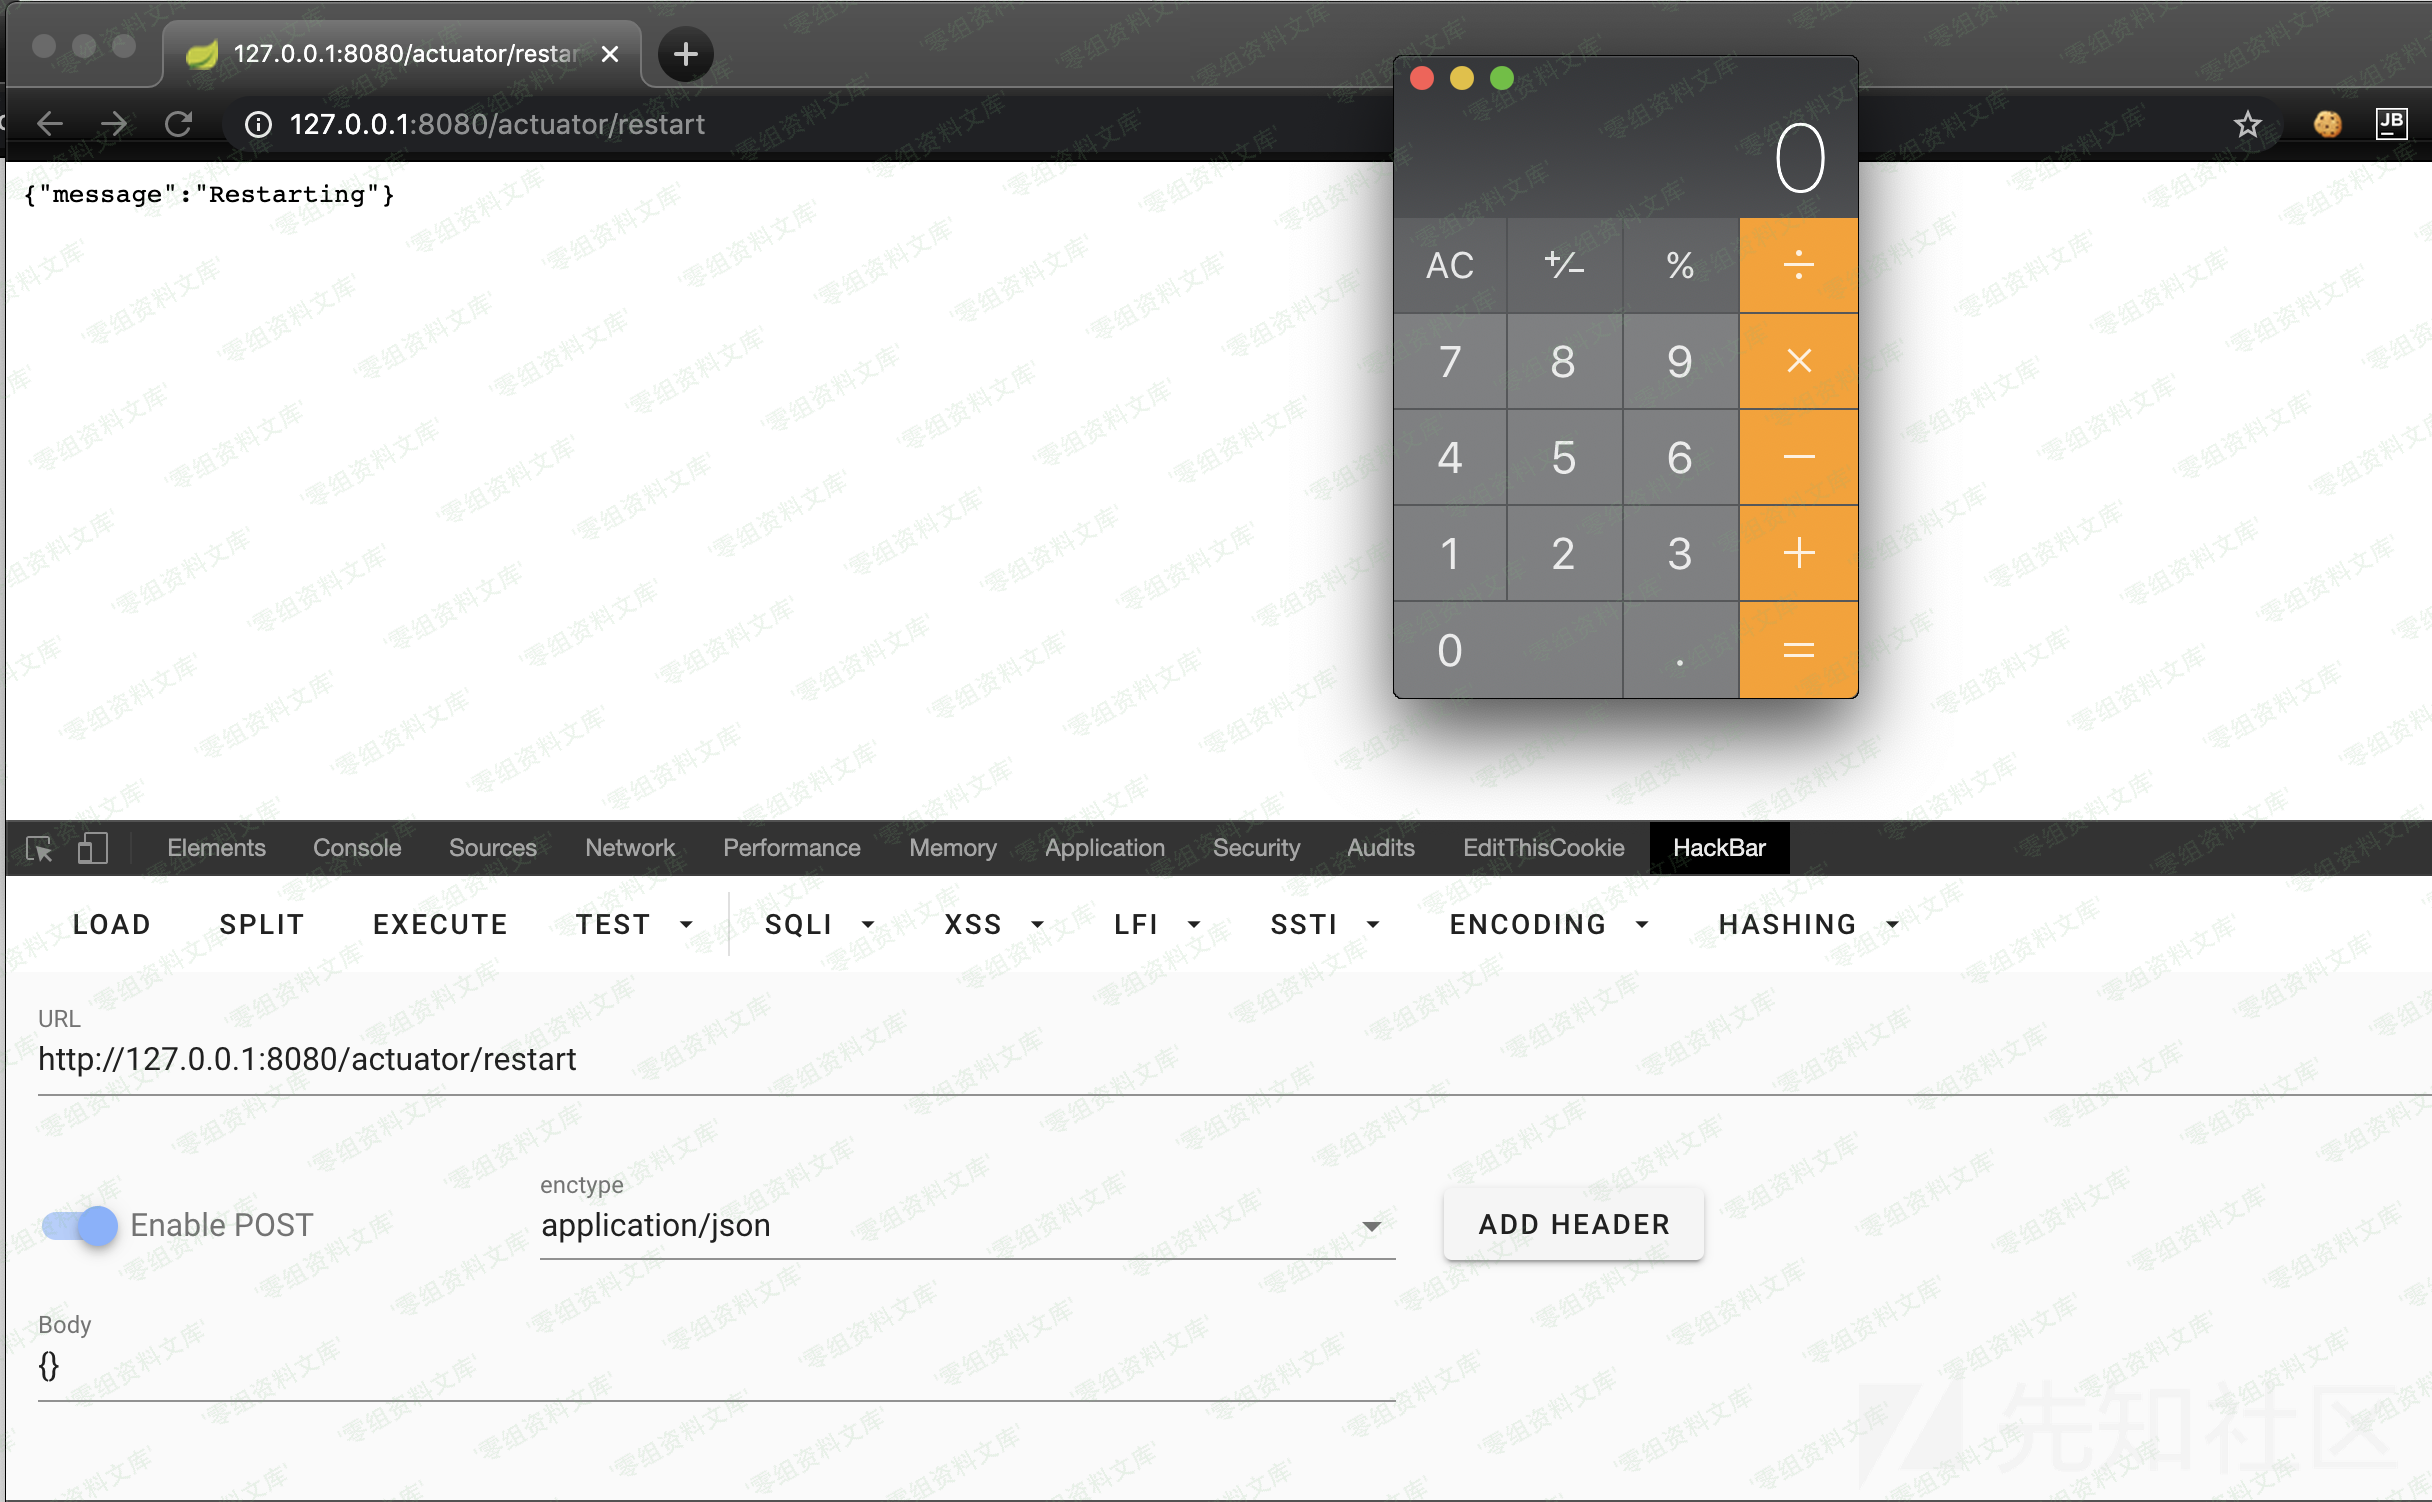 127.0.0.1:8080/actuator/restar
127.0.0.1:8080/actuator/restart
JB
{"message":"Restarting"}
0
AC +⁄− % ÷
7 8 9 ×
4 5 6 −
1 2 3 +
0 . =
Elements Console Sources Network Performance Memory Application Security Audits EditThisCookie HackBar
LOAD SPLIT EXECUTE TEST SQLI XSS LFI SSTI ENCODING HASHING
URL
http://127.0.0.1:8080/actuator/restart
enctype
Enable POST application/json ADD HEADER
Body
{}
先知社区
'零组资料文库'